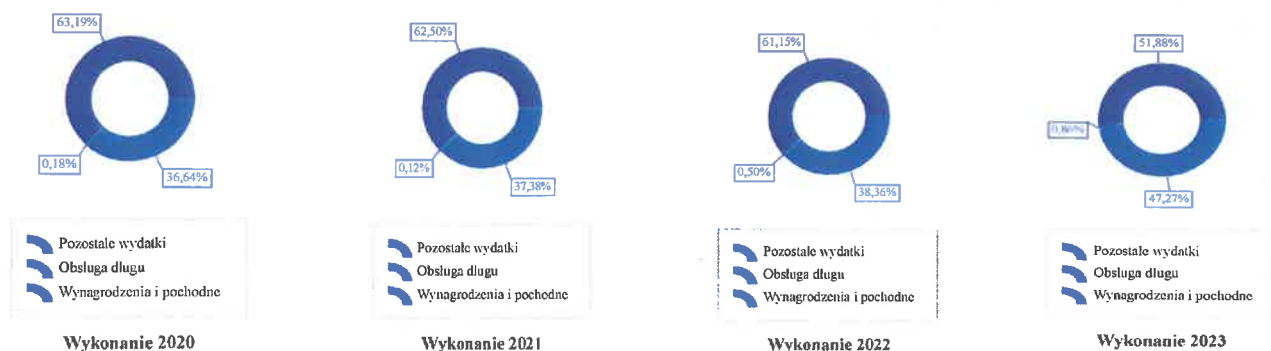 63,19%
0,18%
36,64%
Pozostałe wydatki
Obsługa długu
Wynagrodzenia i pochodne
Wykonanie 2020
62,50%
0,12%
37,38%
Pozostałe wydatki
Obsługa długu
Wynagrodzenia i pochodne
Wykonanie 2021
61,15%
0,50%
38,36%
Pozostałe wydatki
Obsługa długu
Wynagrodzenia i pochodne
Wykonanie 2022
51,88%
47,27%
Pozostałe wydatki
Obsługa długu
Wynagrodzenia i pochodne
Wykonanie 2023